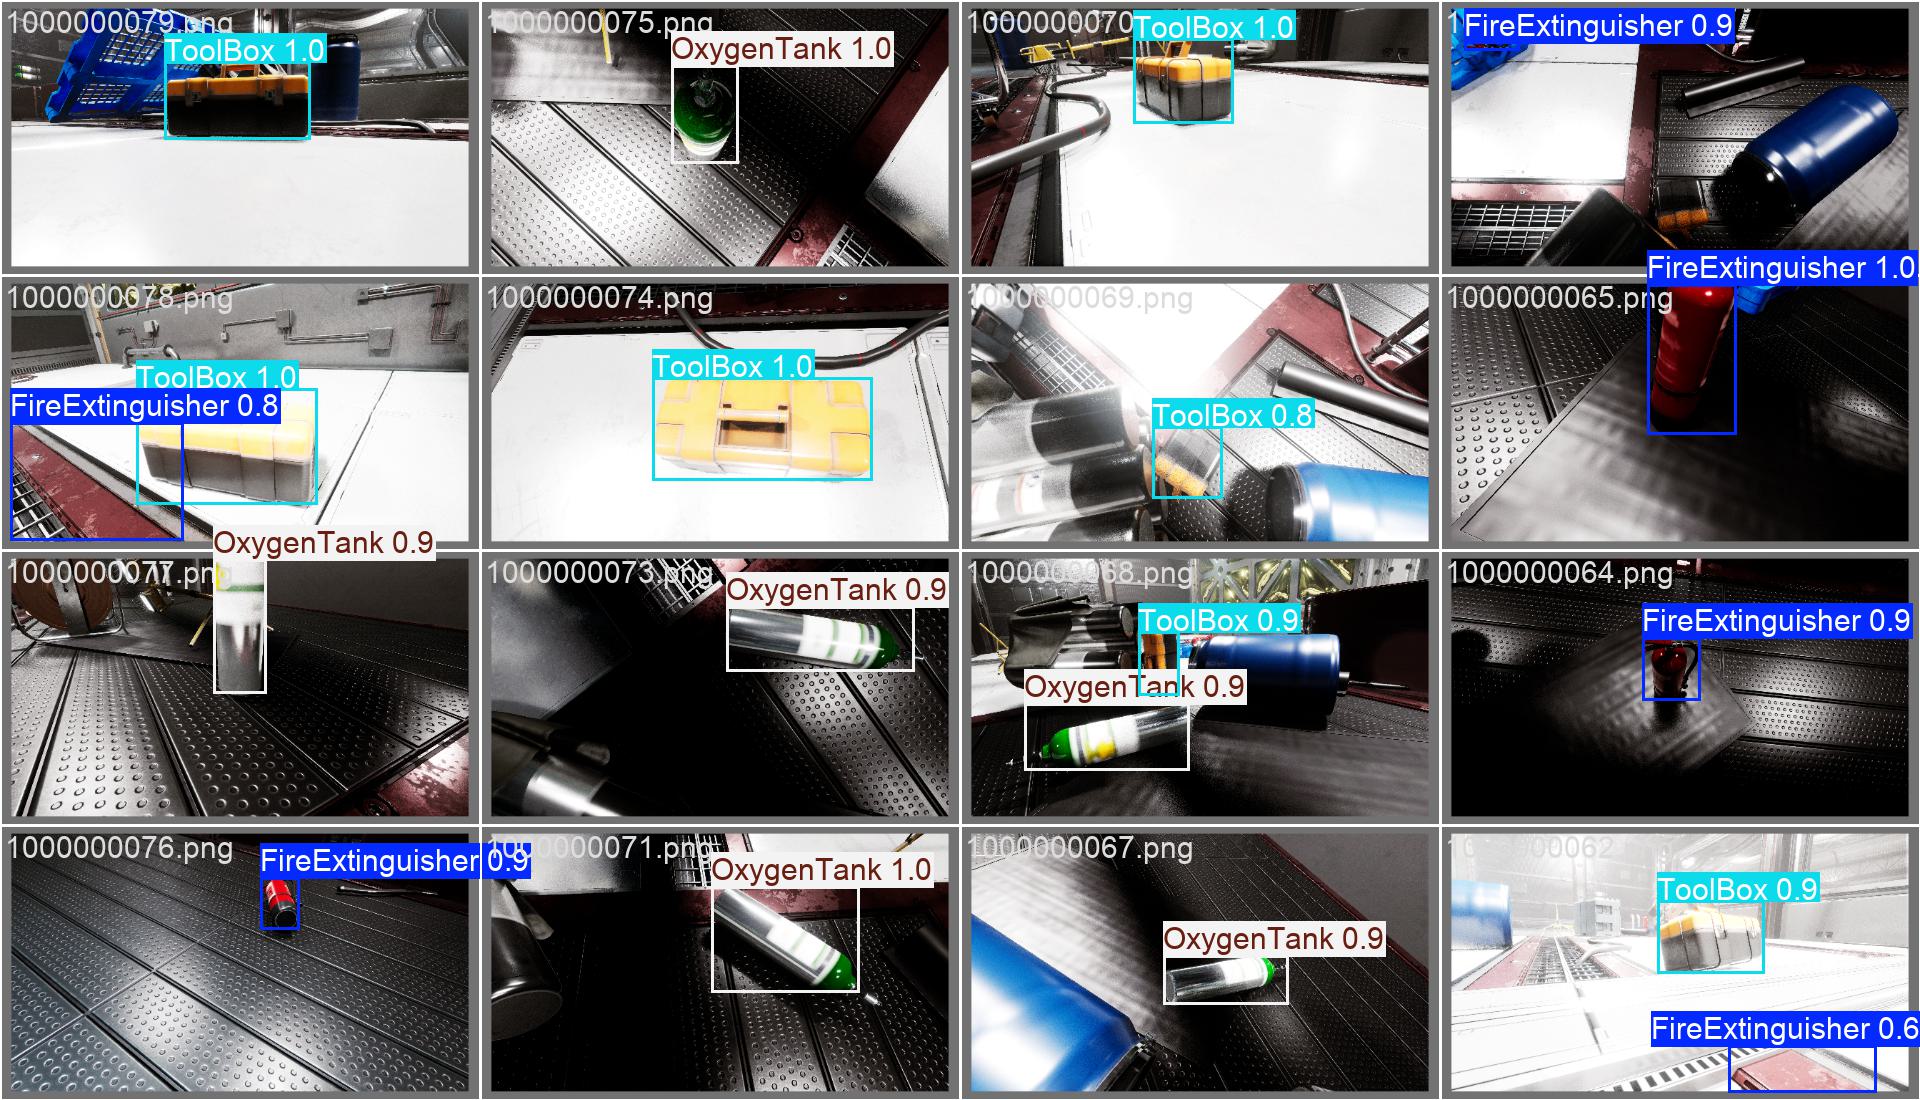 1000000079.png
ToolBox 1.0
1000000075.png
OxygenTank 1.0
1000000070
ToolBox 1.0
FireExtinguisher 0.9
1000000078.png
ToolBox 1.0
FireExtinguisher 0.8
1000000074.png
ToolBox 1.0
1000000069.png
ToolBox 0.8
1000000065.png
FireExtinguisher 1.0
1000000077.png
OxygenTank 0.9
1000000073.png
OxygenTank 0.9
1000000068.png
ToolBox 0.9
OxygenTank 0.9
1000000064.png
FireExtinguisher 0.9
1000000076.png
FireExtinguisher 0.9
1000000071.png
OxygenTank 1.0
1000000067.png
OxygenTank 0.9
ToolBox 0.9
FireExtinguisher 0.6